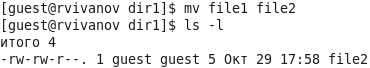 [guest@rvivanov dir1]$ mv file1 file2
[guest@rvivanov dir1]$ ls -l
итого 4
-rw-rw-r--. 1 guest guest 5 Окт 29 17:58 file2